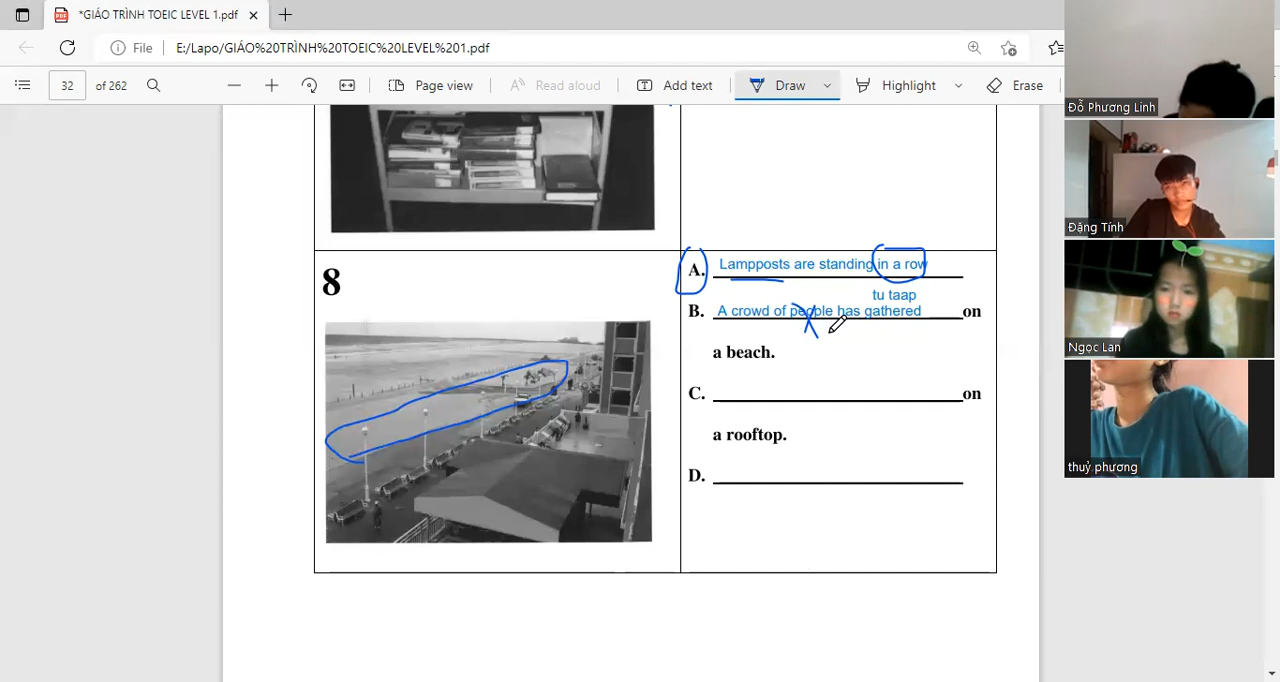 *GIÁO TRÌNH TOEIC LEVEL 1.pdf
File E:/Lapo/GIÁO%20TRÌNH%20TOEIC%20LEVEL%201.pdf
32 of 262 Page view Read aloud Add text Draw Highlight Erase
Đỗ Phương Linh
Đặng Tính
Ngọc Lan
thuỷ phương
8
A. Lampposts are standing in a row
tu taap
B. A crowd of people has gathered on
a beach.
C. on
a rooftop.
D.